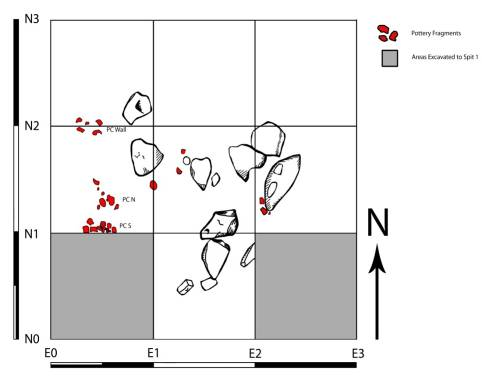 N3
Pottery Fragments
Areas Excavated to Spit 1
N2
PC Wall
PC N
PC S
N1
N
N0
E0 E1 E2 E3